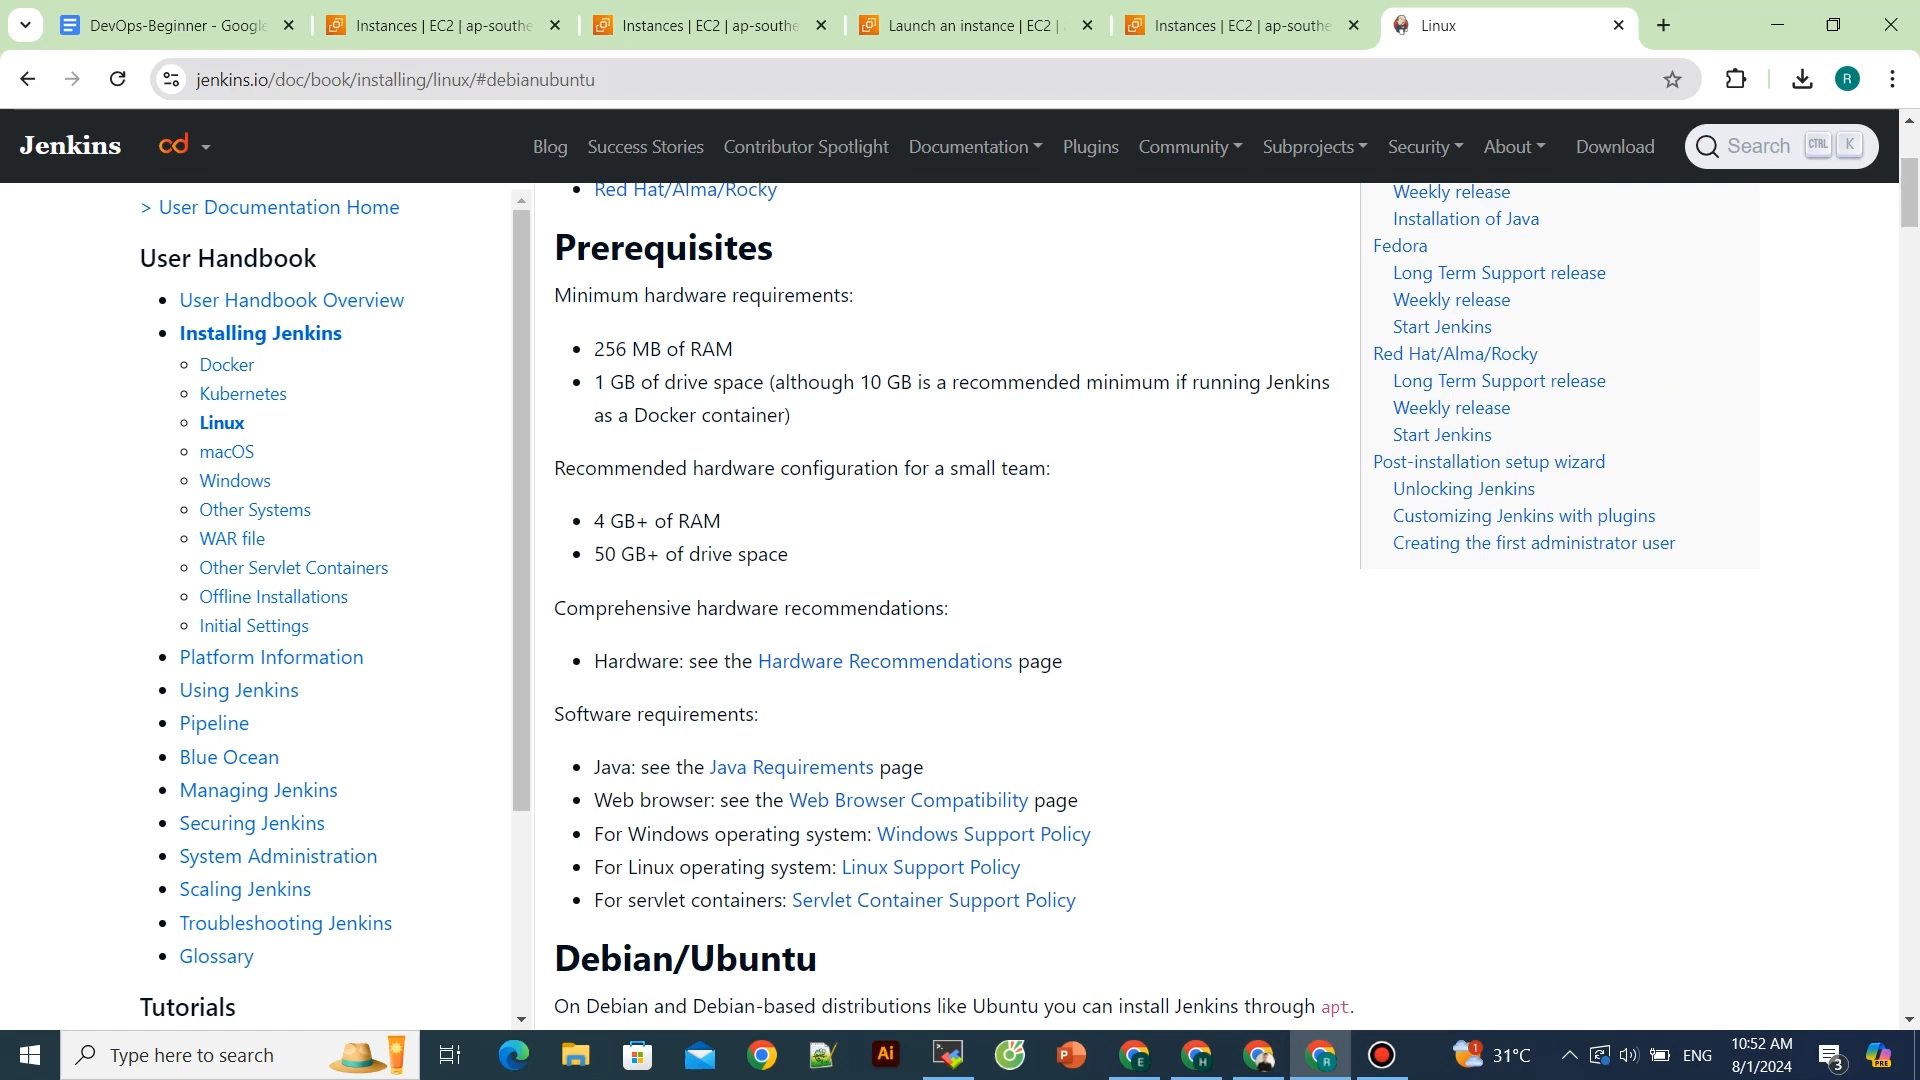 DevOps-Beginner - Google
Instances | EC2 | ap-southe
Instances | EC2 | ap-southe
Launch an instance | EC2 |
Instances | EC2 | ap-southe
Linux
jenkins.io/doc/book/installing/linux/#debianubuntu
R
Jenkins
cd
Blog
Success Stories
Contributor Spotlight
Documentation
Plugins
Community
Subprojects
Security
About
Download
Search
CTRL
K
> User Documentation Home
User Handbook
User Handbook Overview
Installing Jenkins
Docker
Kubernetes
Linux
macOS
Windows
Other Systems
WAR file
Other Servlet Containers
Offline Installations
Initial Settings
Platform Information
Using Jenkins
Pipeline
Blue Ocean
Managing Jenkins
Securing Jenkins
System Administration
Scaling Jenkins
Troubleshooting Jenkins
Glossary
Tutorials
Red Hat/Alma/Rocky
Prerequisites
Minimum hardware requirements:
256 MB of RAM
1 GB of drive space (although 10 GB is a recommended minimum if running Jenkins
as a Docker container)
Recommended hardware configuration for a small team:
4 GB+ of RAM
50 GB+ of drive space
Comprehensive hardware recommendations:
Hardware: see the Hardware Recommendations page
Software requirements:
Java: see the Java Requirements page
Web browser: see the Web Browser Compatibility page
For Windows operating system: Windows Support Policy
For Linux operating system: Linux Support Policy
For servlet containers: Servlet Container Support Policy
Debian/Ubuntu
On Debian and Debian-based distributions like Ubuntu you can install Jenkins through apt.
Weekly release
Installation of Java
Fedora
Long Term Support release
Weekly release
Start Jenkins
Red Hat/Alma/Rocky
Long Term Support release
Weekly release
Start Jenkins
Post-installation setup wizard
Unlocking Jenkins
Customizing Jenkins with plugins
Creating the first administrator user
Type here to search
Ai
P
E
H
R
1
31°C
ENG
10:52 AM
8/1/2024
3
PRE